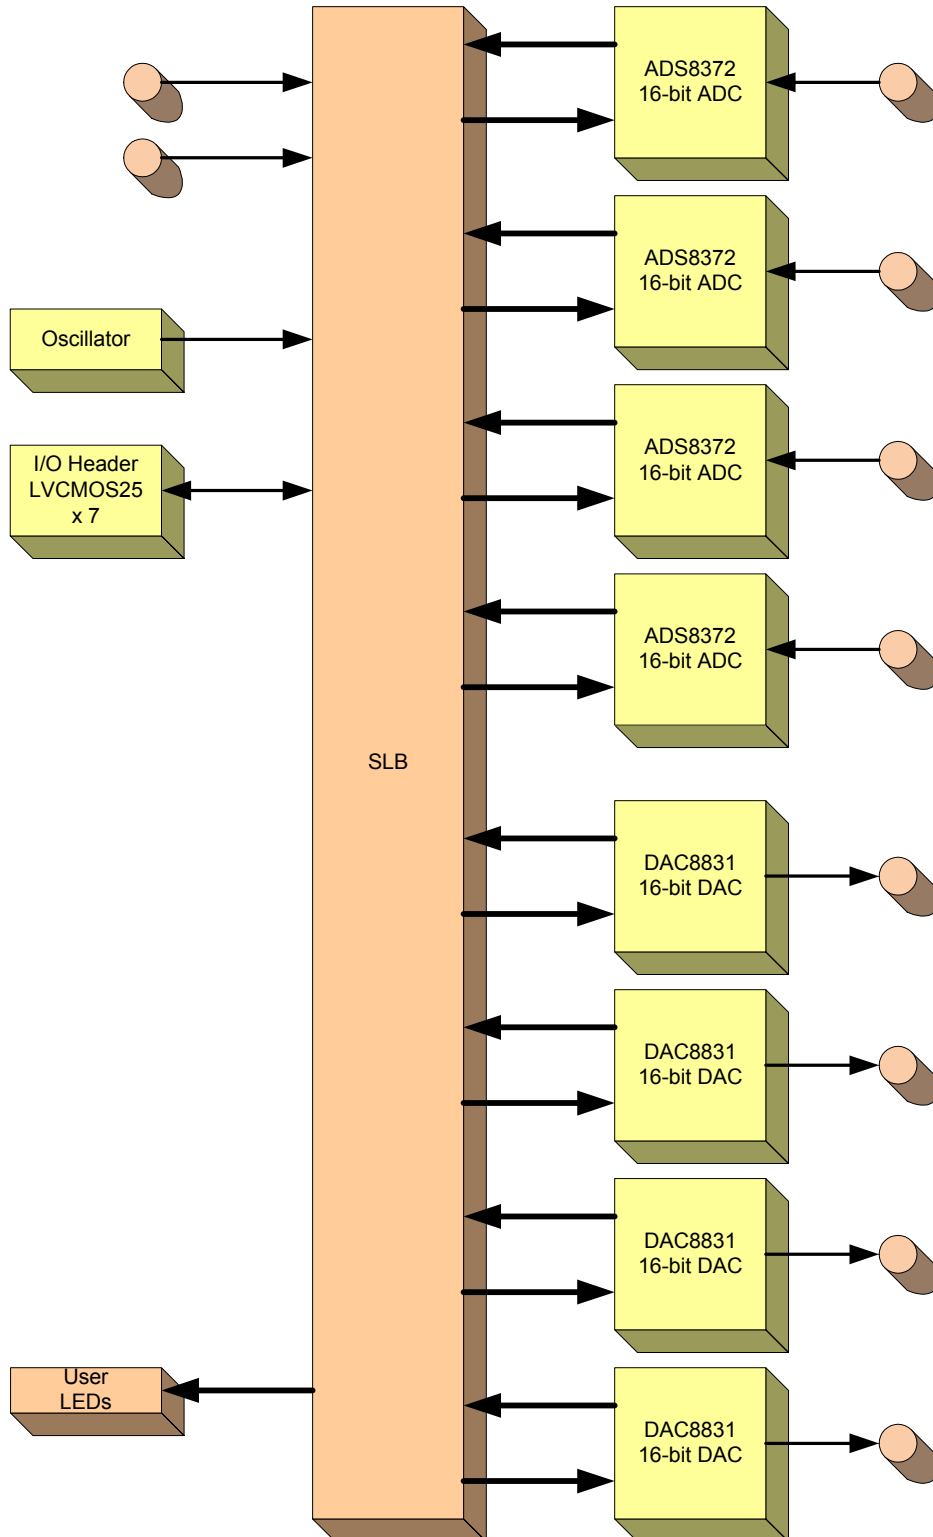 ADS8372
16-bit ADC
ADS8372
16-bit ADC
Oscillator
I/O Header
LVCMOS25
x 7
ADS8372
16-bit ADC
ADS8372
16-bit ADC
SLB
DAC8831
16-bit DAC
DAC8831
16-bit DAC
DAC8831
16-bit DAC
User
LEDs
DAC8831
16-bit DAC